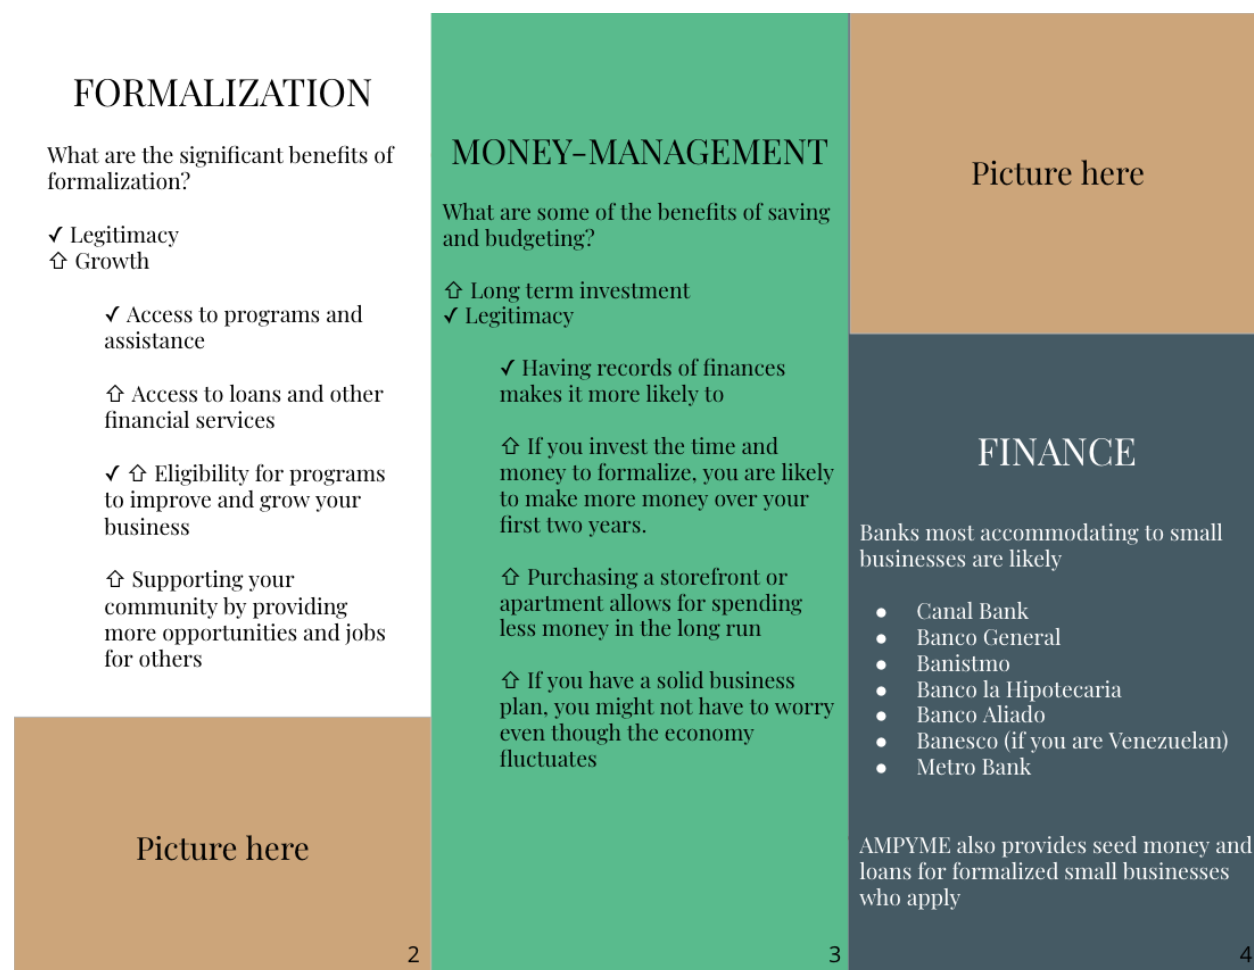 FORMALIZATION
What are the significant benefits of
formalization?
✓ Legitimacy
⇧ Growth
✓ Access to programs and
assistance
⇧ Access to loans and other
financial services
✓ ⇧ Eligibility for programs
to improve and grow your
business
⇧ Supporting your
community by providing
more opportunities and jobs
for others
Picture here
2
MONEY-MANAGEMENT
What are some of the benefits of saving
and budgeting?
⇧ Long term investment
✓ Legitimacy
✓ Having records of finances
makes it more likely to
⇧ If you invest the time and
money to formalize, you are likely
to make more money over your
first two years.
⇧ Purchasing a storefront or
apartment allows for spending
less money in the long run
⇧ If you have a solid business
plan, you might not have to worry
even though the economy
fluctuates
3
Picture here
FINANCE
Banks most accommodating to small
businesses are likely
● Canal Bank
● Banco General
● Banistmo
● Banco la Hipotecaria
● Banco Aliado
● Banesco (if you are Venezuelan)
● Metro Bank
AMPYME also provides seed money and
loans for formalized small businesses
who apply
4